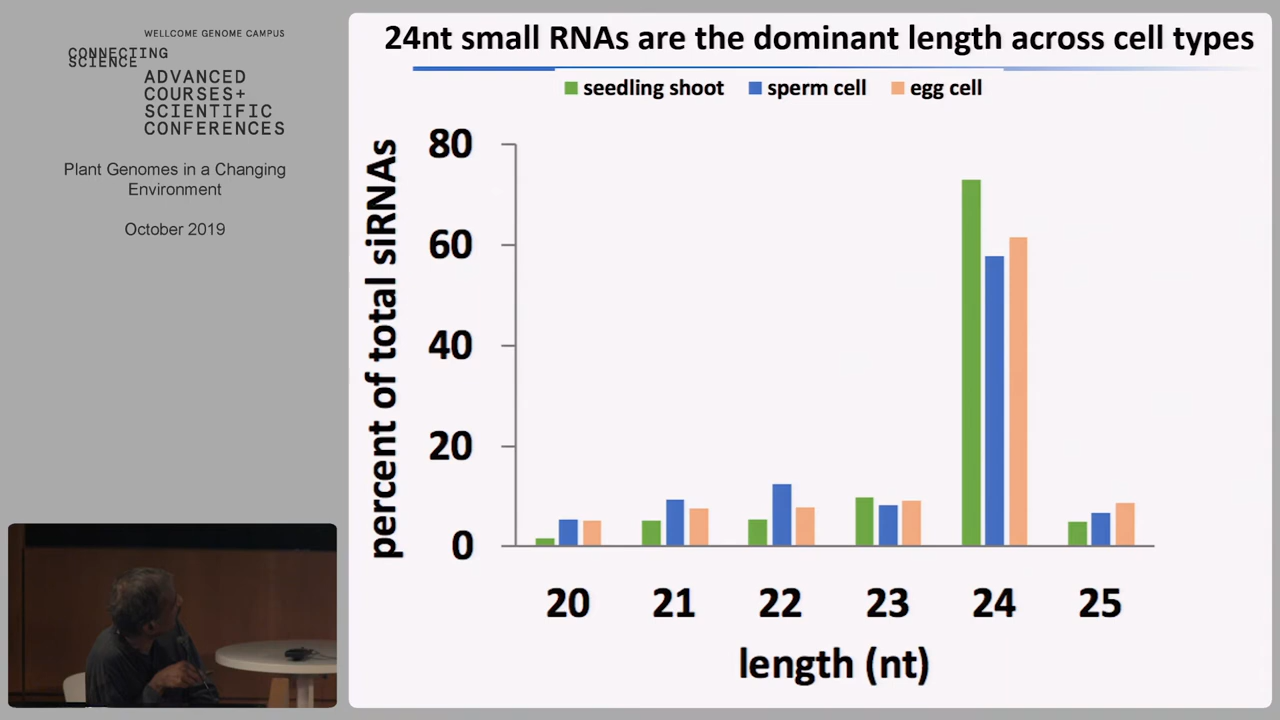 WELLCOME GENOME CAMPUS
CONNECTING
SCIENCE
ADVANCED
COURSES+
SCIENTIFIC
CONFERENCES
Plant Genomes in a Changing
Environment
October 2019
24nt small RNAs are the dominant length across cell types
seedling shoot sperm cell egg cell
percent of total siRNAs
80
60
40
20
0
20 21 22 23 24 25
length (nt)